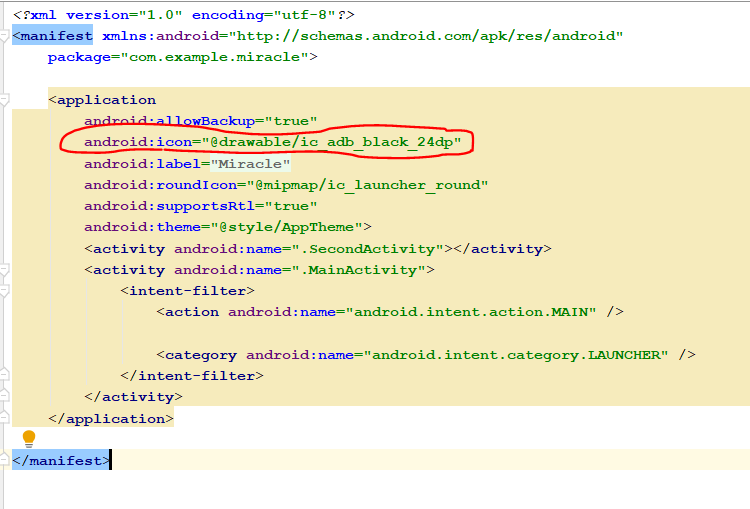 <?xml version="1.0" encoding="utf-8"?>
<manifest xmlns:android="http://schemas.android.com/apk/res/android"
    package="com.example.miracle">

    <application
        android:allowBackup="true"
        android:icon="@drawable/ic_adb_black_24dp"
        android:label="Miracle"
        android:roundIcon="@mipmap/ic_launcher_round"
        android:supportsRtl="true"
        android:theme="@style/AppTheme">
        <activity android:name=".SecondActivity"></activity>
        <activity android:name=".MainActivity">
            <intent-filter>
                <action android:name="android.intent.action.MAIN" />

                <category android:name="android.intent.category.LAUNCHER" />
            </intent-filter>
        </activity>
    </application>

</manifest>